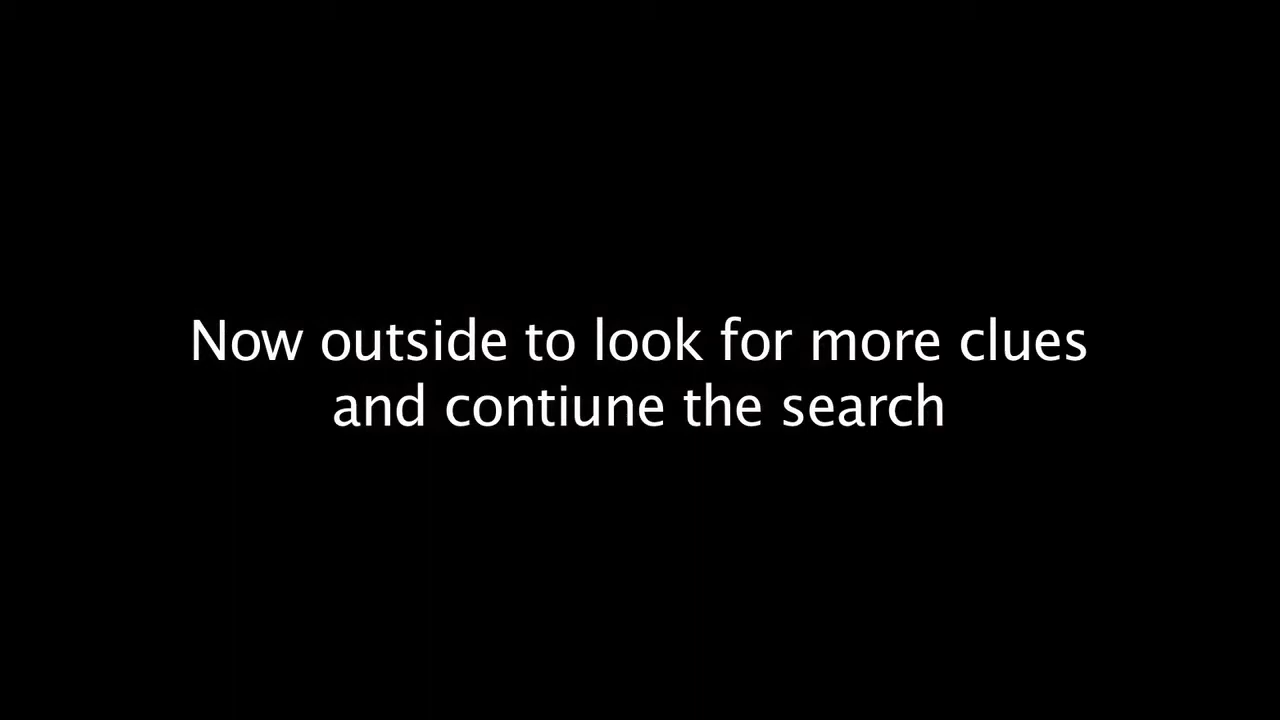 Now outside to look for more clues
and contiune the search